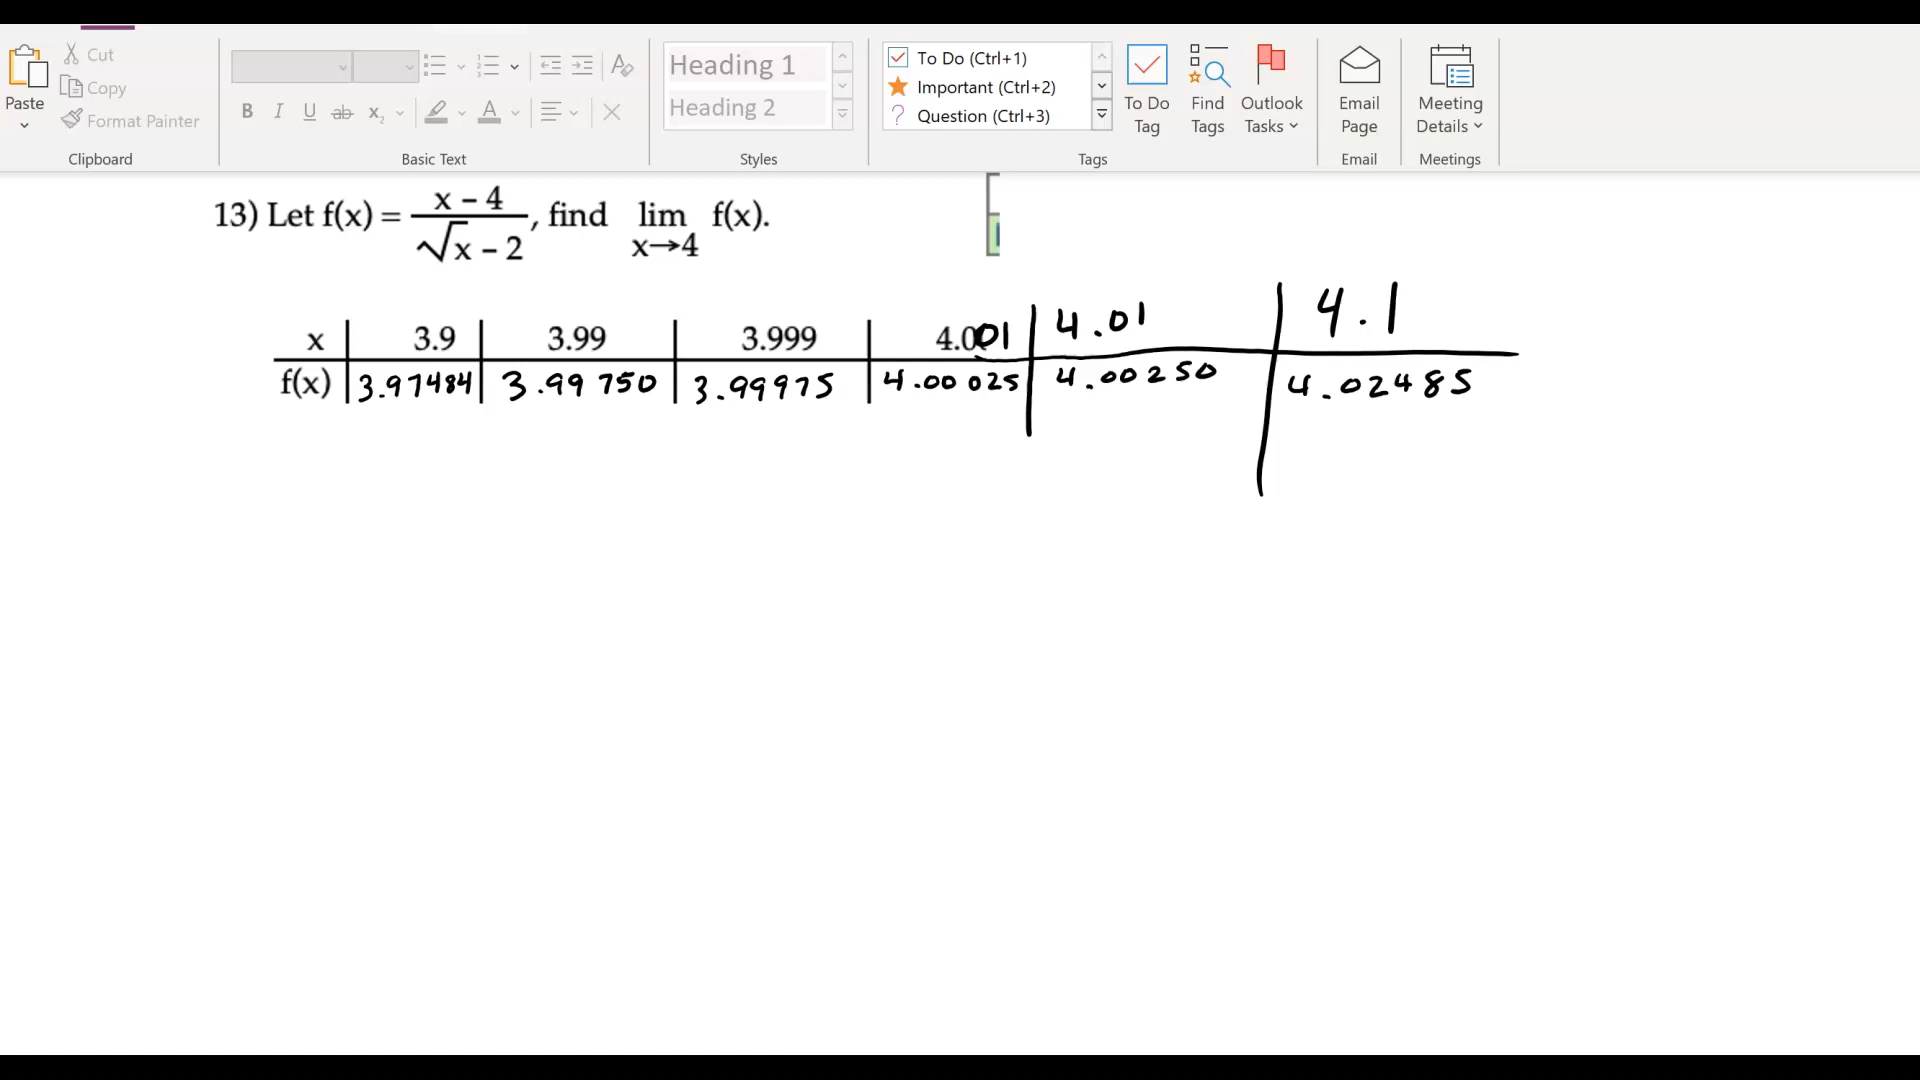 Paste
Cut
Copy
Format Painter
Clipboard
B I U ab x₂ A
Basic Text
Heading 1
Heading 2
Styles
To Do (Ctrl+1)
Important (Ctrl+2)
? Question (Ctrl+3)
To Do Tag
Find Tags
Outlook Tasks
Tags
Email Page
Email
Meeting Details
Meetings
13) Let f(x) = (x – 4)/(√x – 2), find lim x→4 f(x).
x | 3.9 | 3.99 | 3.999 | 4.001 | 4.01 | 4.1
f(x) | 3.97484 | 3.99750 | 3.99975 | 4.00025 | 4.00250 | 4.02485